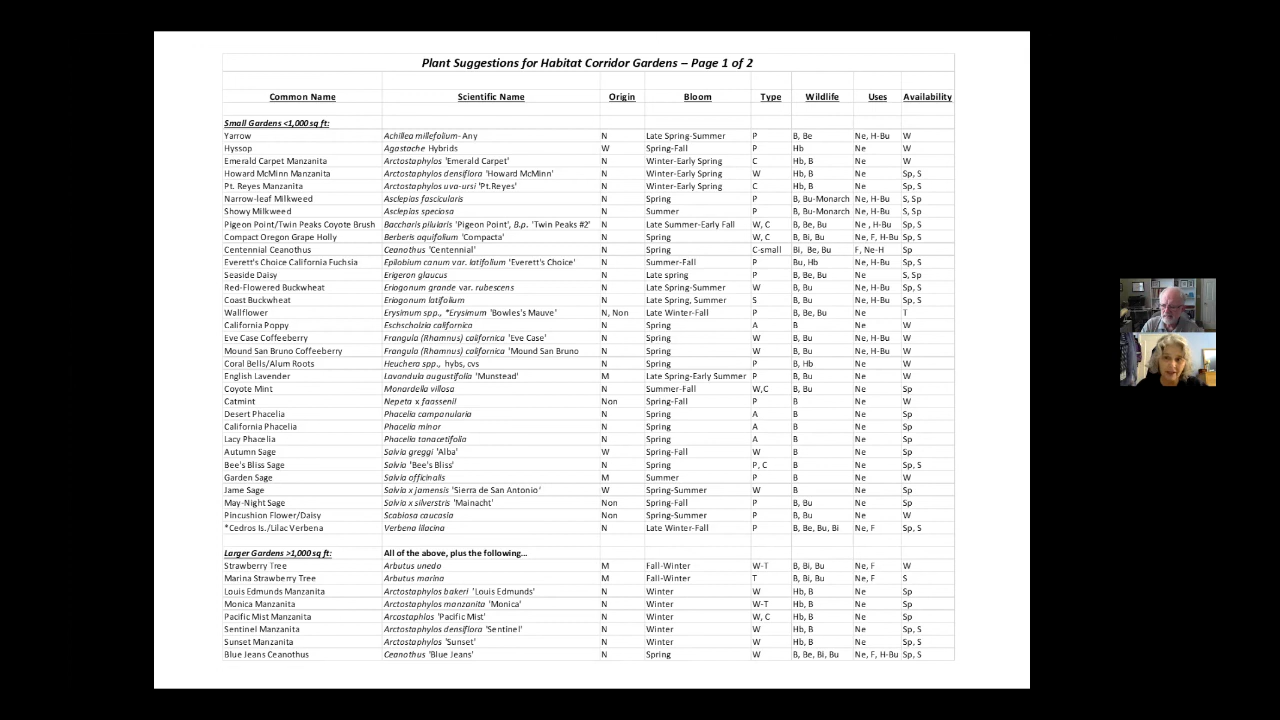 Plant Suggestions for Habitat Corridor Gardens – Page 1 of 2
Common Name Scientific Name Origin Bloom Type Wildlife Uses Availability
Small Gardens <1,000 sq ft:
Yarrow Achillea millefolium- Any N Late Spring-Summer P B, Be Ne, H-Bu W
Hyssop Agastache Hybrids W Spring-Fall P Hb Ne W
Emerald Carpet Manzanita Arctostaphylos 'Emerald Carpet' N Winter-Early Spring C Hb, B Ne W
Howard McMinn Manzanita Arctostaphylos densiflora 'Howard McMinn' N Winter-Early Spring W Hb, B Ne Sp, S
Pt. Reyes Manzanita Arctostaphylos uva-ursi 'Pt.Reyes' N Winter-Early Spring C Hb, B Ne Sp, S
Narrow-leaf Milkweed Asclepias fascicularis N Spring P B, Bu-Monarch Ne, H-Bu S, Sp
Showy Milkweed Asclepias speciosa N Summer P B, Bu-Monarch Ne, H-Bu S, Sp
Pigeon Point/Twin Peaks Coyote Brush Baccharis pilularis 'Pigeon Point', B.p. 'Twin Peaks #2' N Late Summer-Early Fall W, C B, Be, Bu Ne , H-Bu Sp, S
Compact Oregon Grape Holly Berberis aquifolium 'Compacta' N Spring W, C B, Bi, Bu Ne, F, H-Bu Sp, S
Centennial Ceanothus Ceanothus 'Centennial' N Spring C-small Bi, Be, Bu F, Ne-H Sp
Everett's Choice California Fuchsia Epilobium canum var. latifolium 'Everett's Choice' N Summer-Fall P Bu, Hb Ne, H-Bu Sp, S
Seaside Daisy Erigeron glaucus N Late spring P B, Be, Bu Ne S, Sp
Red-Flowered Buckwheat Eriogonum grande var. rubescens N Late Spring-Summer W B, Bu Ne, H-Bu Sp, S
Coast Buckwheat Eriogonum latifolium N Late Spring, Summer S B, Bu Ne, H-Bu Sp, S
Wallflower Erysimum spp., *Erysimum 'Bowles's Mauve' N, Non Late Winter-Fall P B, Be, Bu Ne T
California Poppy Eschscholzia californica N Spring A B Ne W
Eve Case Coffeeberry Frangula (Rhamnus) californica 'Eve Case' N Spring W B, Bu Ne, H-Bu W
Mound San Bruno Coffeeberry Frangula (Rhamnus) californica 'Mound San Bruno N Spring W B, Bu Ne, H-Bu W
Coral Bells/Alum Roots Heuchera spp., hybs, cvs N Spring P B, Hb Ne W
English Lavender Lavandula augustifolia 'Munstead' M Late Spring-Early Summer P B, Bu Ne W
Coyote Mint Monardella villosa N Summer-Fall W,C B, Bu Ne Sp
Catmint Nepeta x faassenii Non Spring-Fall P B Ne W
Desert Phacelia Phacelia campanularia N Spring A B Ne Sp
California Phacelia Phacelia minor N Spring A B Ne Sp
Lacy Phacelia Phacelia tanacetifolia N Spring A B Ne Sp
Autumn Sage Salvia greggi 'Alba' W Spring-Fall W B Ne Sp
Bee's Bliss Sage Salvia 'Bee's Bliss' N Spring P, C B Ne Sp, S
Garden Sage Salvia officinalis M Summer P B Ne Sp
Jame Sage Salvia x jamensis 'Sierra de San Antonio' W Spring-Summer W B Ne Sp
May-Night Sage Salvia x silverstris 'Mainacht' Non Spring-Fall P B, Bu Ne Sp
Pincushion Flower/Daisy Scabiosa caucasia Non Spring-Summer P B, Bu Ne W
*Cedros Is./Lilac Verbena Verbena lilacina N Late Winter-Fall P B, Be, Bu, Bi Ne, F Sp, S
Larger Gardens >1,000 sq ft: All of the above, plus the following...
Strawberry Tree Arbutus unedo M Fall-Winter W-T B, Bi, Bu Ne, F W
Marina Strawberry Tree Arbutus marina M Fall-Winter T B, Bi, Bu Ne, F S
Louis Edmunds Manzanita Arctostaphylos bakeri 'Louis Edmunds' N Winter W Hb, B Ne Sp
Monica Manzanita Arctostaphylos manzanita 'Monica' N Winter W-T Hb, B Ne Sp
Pacific Mist Manzanita Arcostaphlos 'Pacific Mist' N Winter W, C Hb, B Ne Sp
Sentinel Manzanita Arctostaphylos densiflora 'Sentinel' N Winter W Hb, B Ne Sp, S
Sunset Manzanita Arctostaphylos 'Sunset' N Winter W Hb, B Ne Sp, S
Blue Jeans Ceanothus Ceanothus 'Blue Jeans' N Spring W B, Be, Bi, Bu Ne, F, H-Bu Sp, S